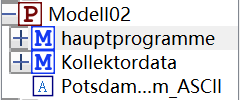 P Modell02
M hauptprogramme
M Kollektordata
A Potsdam...m_ASCII